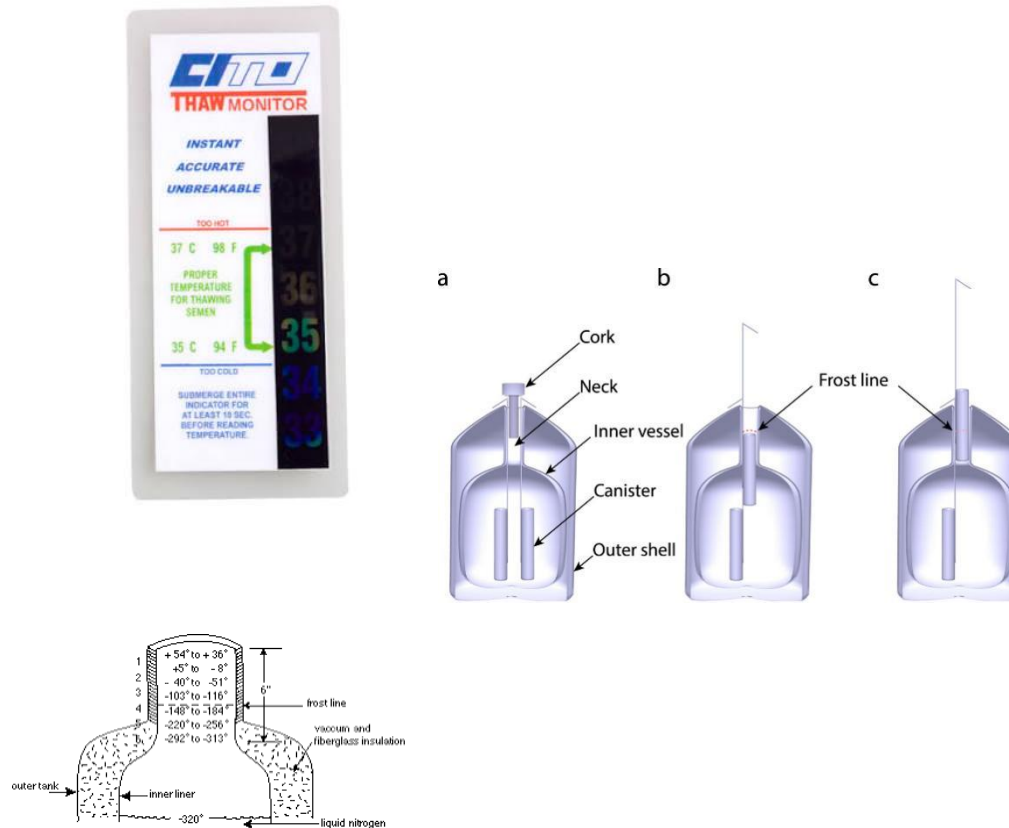 CITO
THAW MONITOR
INSTANT
ACCURATE
UNBREAKABLE
TOO HOT
37 C 98 F
PROPER
TEMPERATURE
FOR THAWING
SEMEN
35 C 94 F
TOO COLD
SUBMERGE ENTIRE
INDICATOR FOR
AT LEAST 10 SEC.
BEFORE READING
TEMPERATURE.
38
37
36
35
34
33
a
b
c
Cork
Neck
Inner vessel
Canister
Outer shell
Frost line
1
2
3
4
5
6
+ 54° to + 36°
+5° to - 8°
- 40° to -51°
-103° to -116°
-148° to -184°
-220° to -256°
-292° to -313°
6"
frost line
vaccum and
fiberglass insulation
outer tank
inner liner
-320°
liquid nitrogen